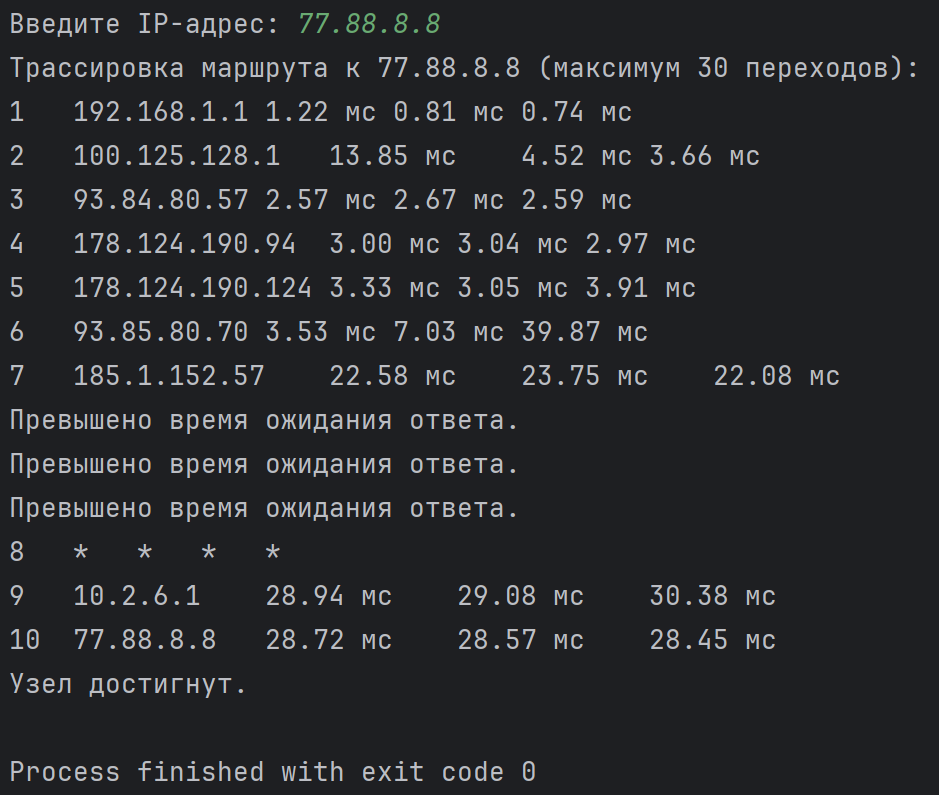 Введите IP-адрес: 77.88.8.8
Трассировка маршрута к 77.88.8.8 (максимум 30 переходов):
1 192.168.1.1 1.22 мс 0.81 мс 0.74 мс
2 100.125.128.1 13.85 мс 4.52 мс 3.66 мс
3 93.84.80.57 2.57 мс 2.67 мс 2.59 мс
4 178.124.190.94 3.00 мс 3.04 мс 2.97 мс
5 178.124.190.124 3.33 мс 3.05 мс 3.91 мс
6 93.85.80.70 3.53 мс 7.03 мс 39.87 мс
7 185.1.152.57 22.58 мс 23.75 мс 22.08 мс
Превышено время ожидания ответа.
Превышено время ожидания ответа.
Превышено время ожидания ответа.
8 * * * *
9 10.2.6.1 28.94 мс 29.08 мс 30.38 мс
10 77.88.8.8 28.72 мс 28.57 мс 28.45 мс
Узел достигнут.
Process finished with exit code 0